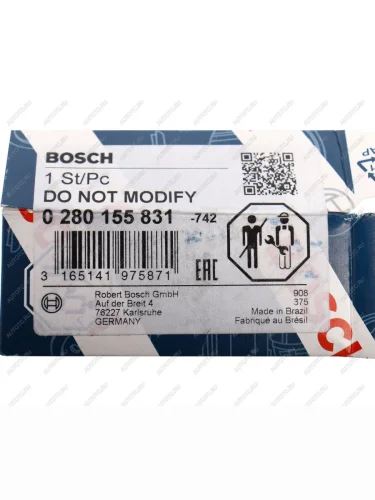 BOSCH
1 St/Pc
DO NOT MODIFY
0 280 155 831 -742
3 165141 975871
EAC
Robert Bosch GmbH
Auf der Breit 4
76227 Karlsruhe
GERMANY
908
375
Made in Brazil
Fabriqué au Brésil